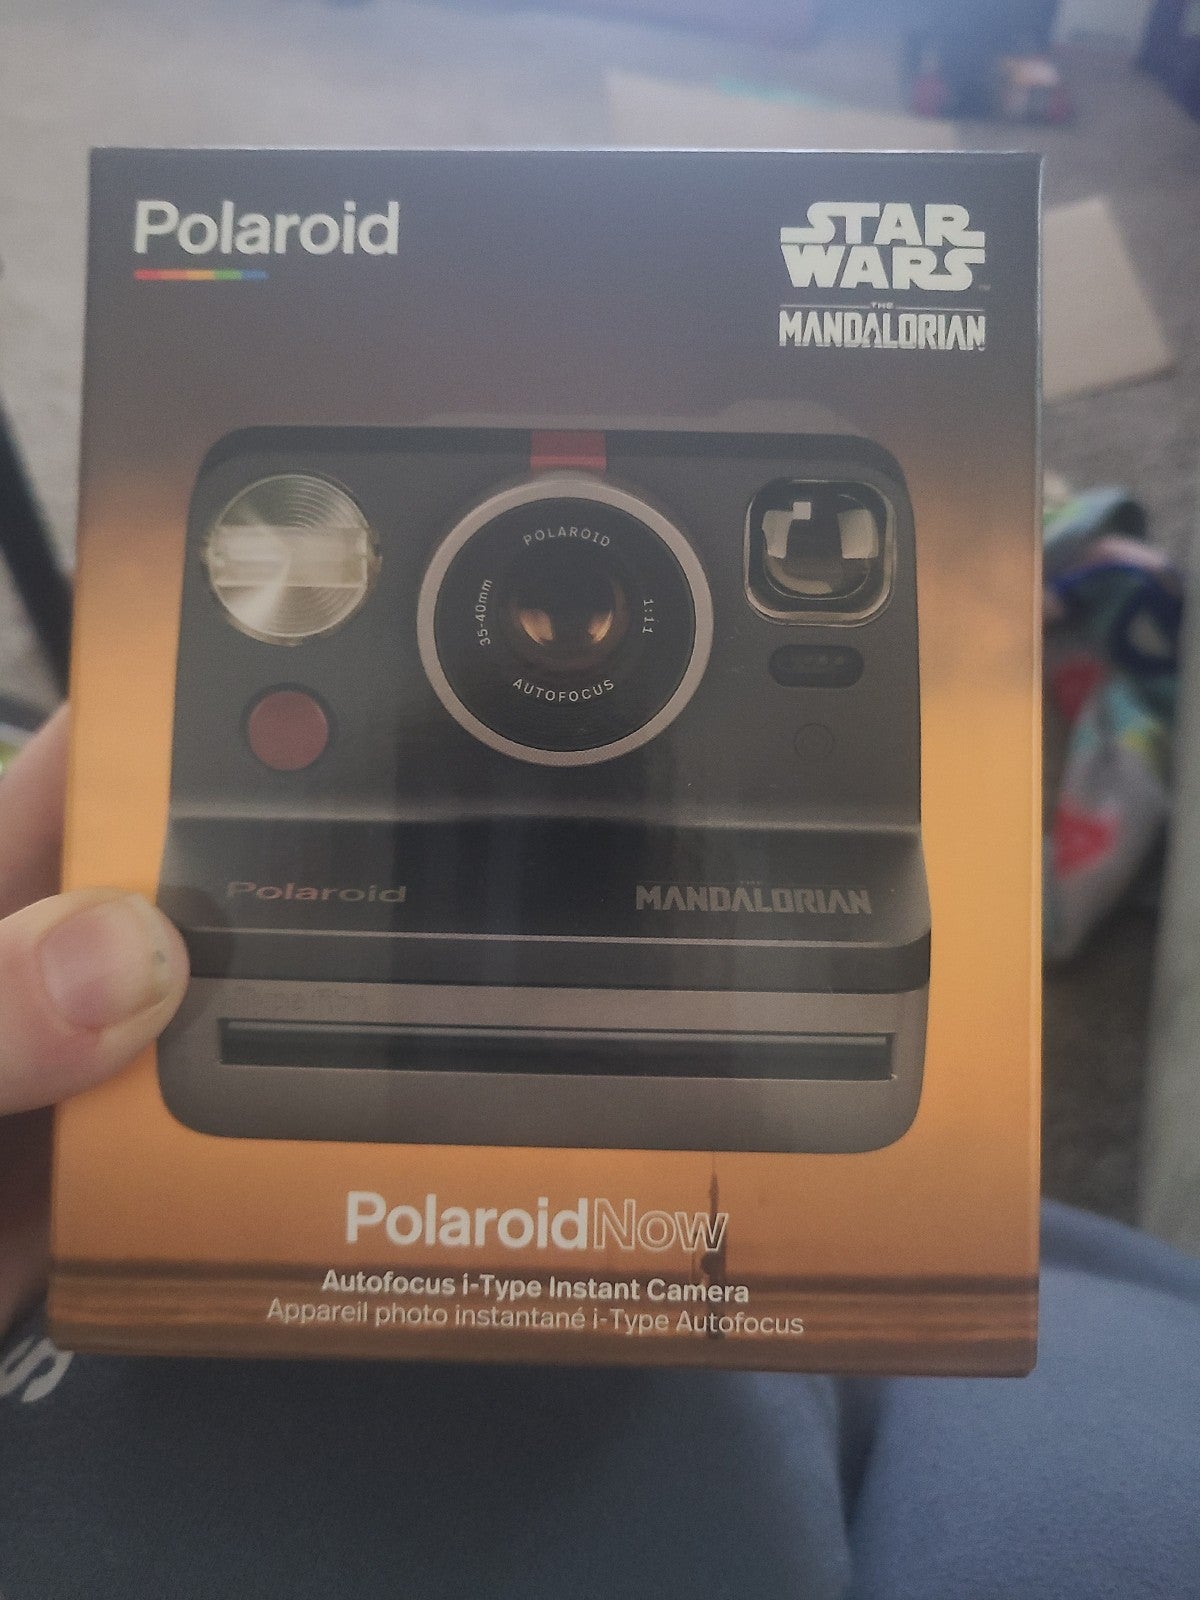 Polaroid
STAR
WARS
THE
MANDALORIAN
POLAROID
35-40mm
1:11
AUTOFOCUS
Polaroid
THE
MANDALORIAN
PolaroidNow
Autofocus i-Type Instant Camera
Appareil photo instantané i-Type Autofocus
S